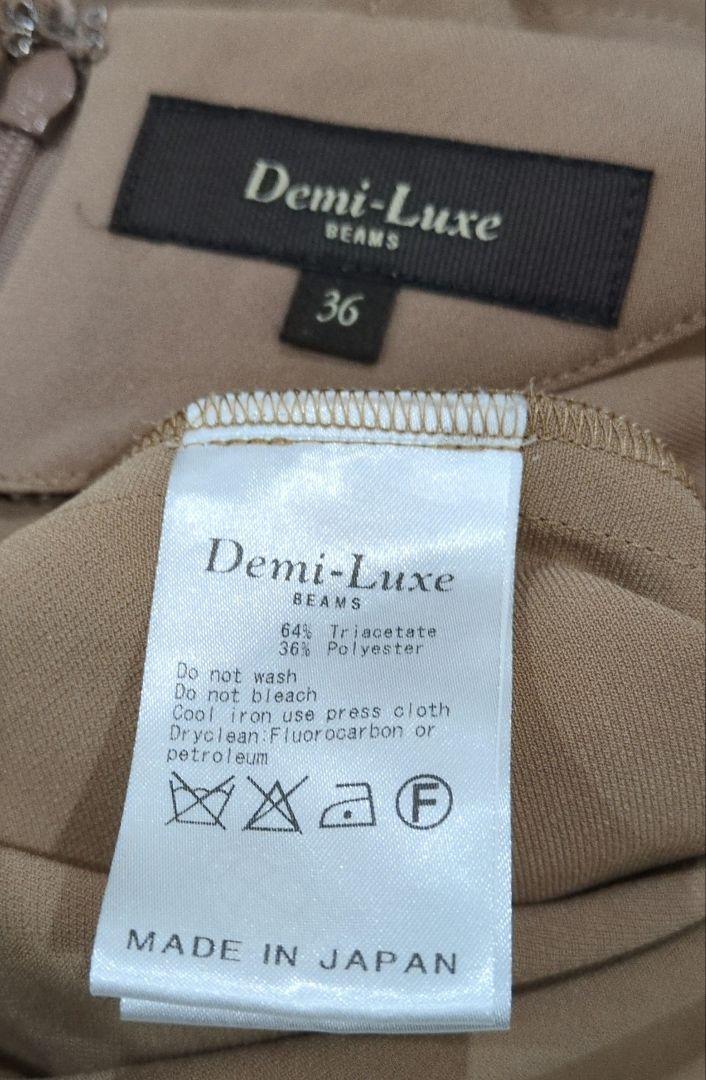 Demi-Luxe
BEAMS
36
Demi-Luxe
BEAMS
64% Triacetate
36% Polyester
Do not wash
Do not bleach
Cool iron use press cloth
Dryclean:Fluorocarbon or
petroleum
F
MADE IN JAPAN